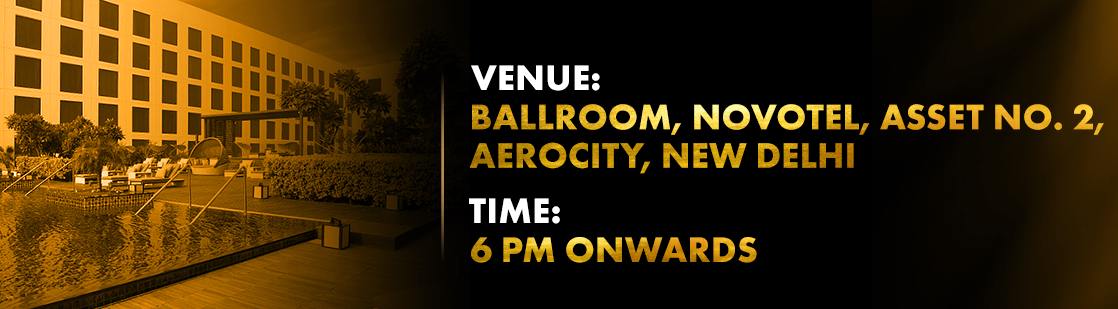 VENUE:
BALLROOM, NOVOTEL, ASSET NO. 2,
AEROCITY, NEW DELHI
TIME:
6 PM ONWARDS